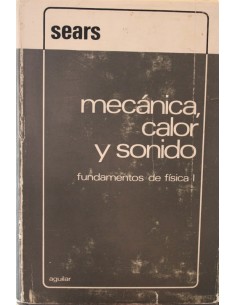 sears
mecánica,
calor
y sonido
fundamentos de física I
aguilar